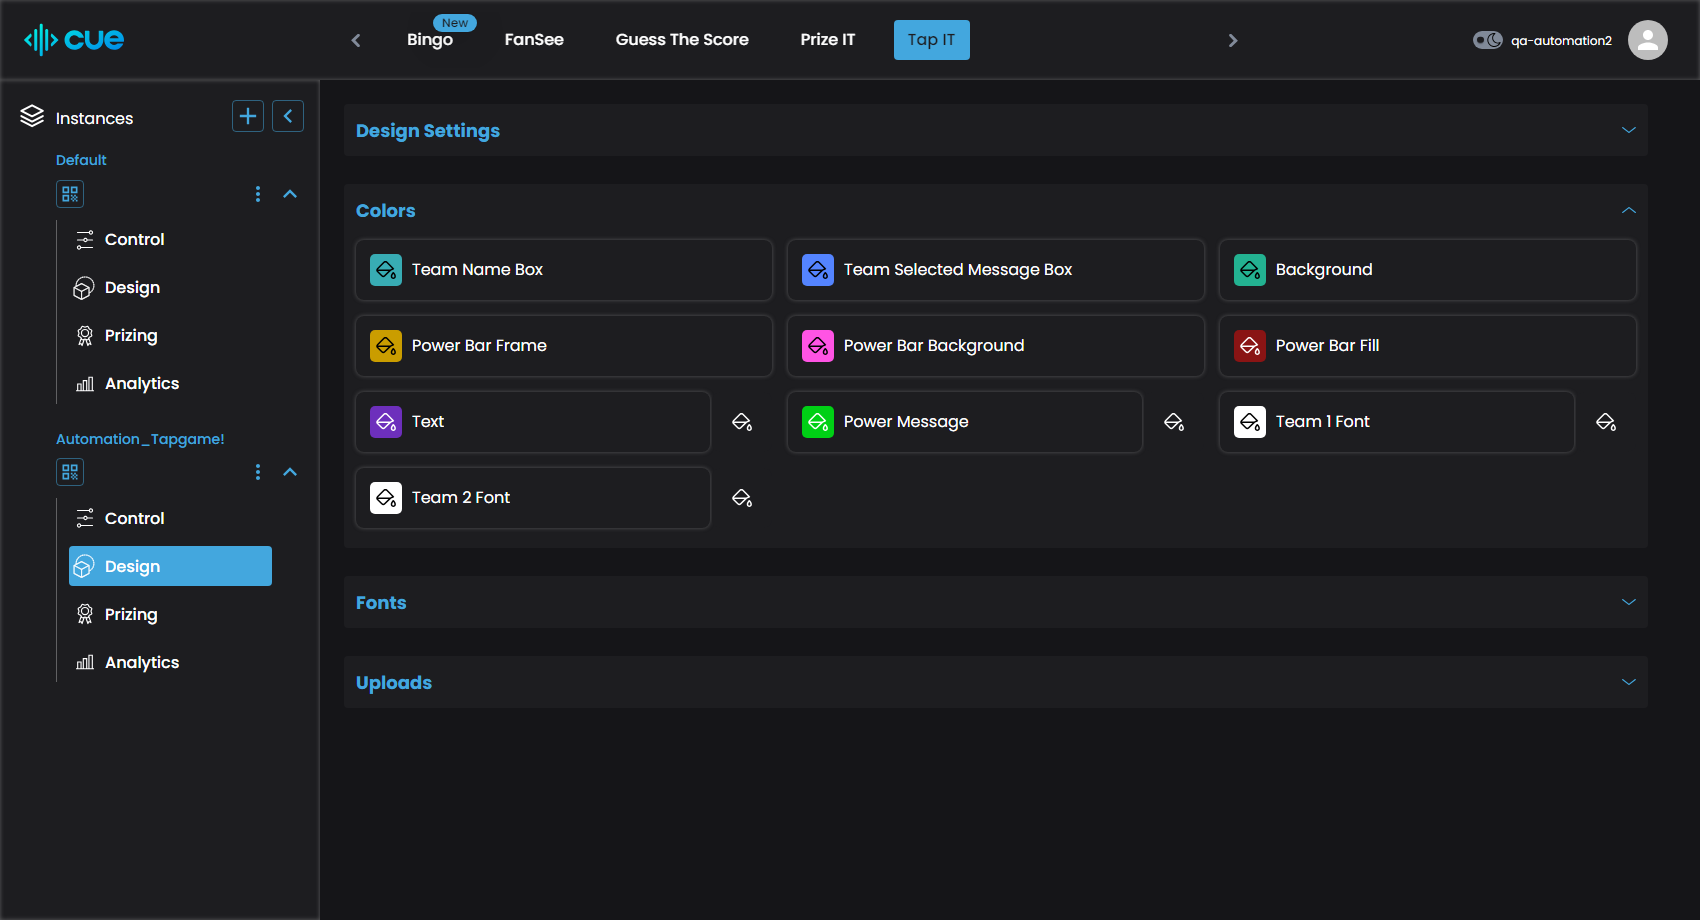 cue
New
Bingo
FanSee
Guess The Score
Prize IT
Tap IT
qa-automation2
Instances
Default
Control
Design
Prizing
Analytics
Automation_Tapgame!
Control
Design
Prizing
Analytics
Design Settings
Colors
Team Name Box
Team Selected Message Box
Background
Power Bar Frame
Power Bar Background
Power Bar Fill
Text
Power Message
Team 1 Font
Team 2 Font
Fonts
Uploads